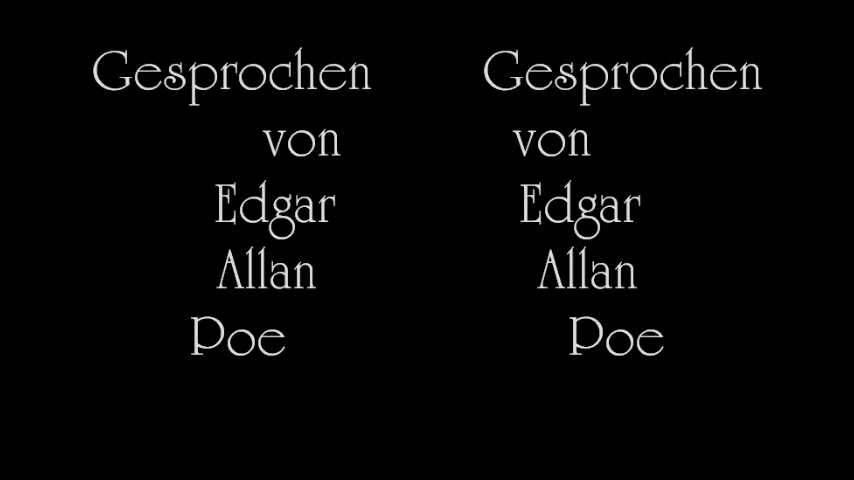 Gesprochen Gesprochen
von von
Edgar Edgar
Allan Allan
Poe Poe